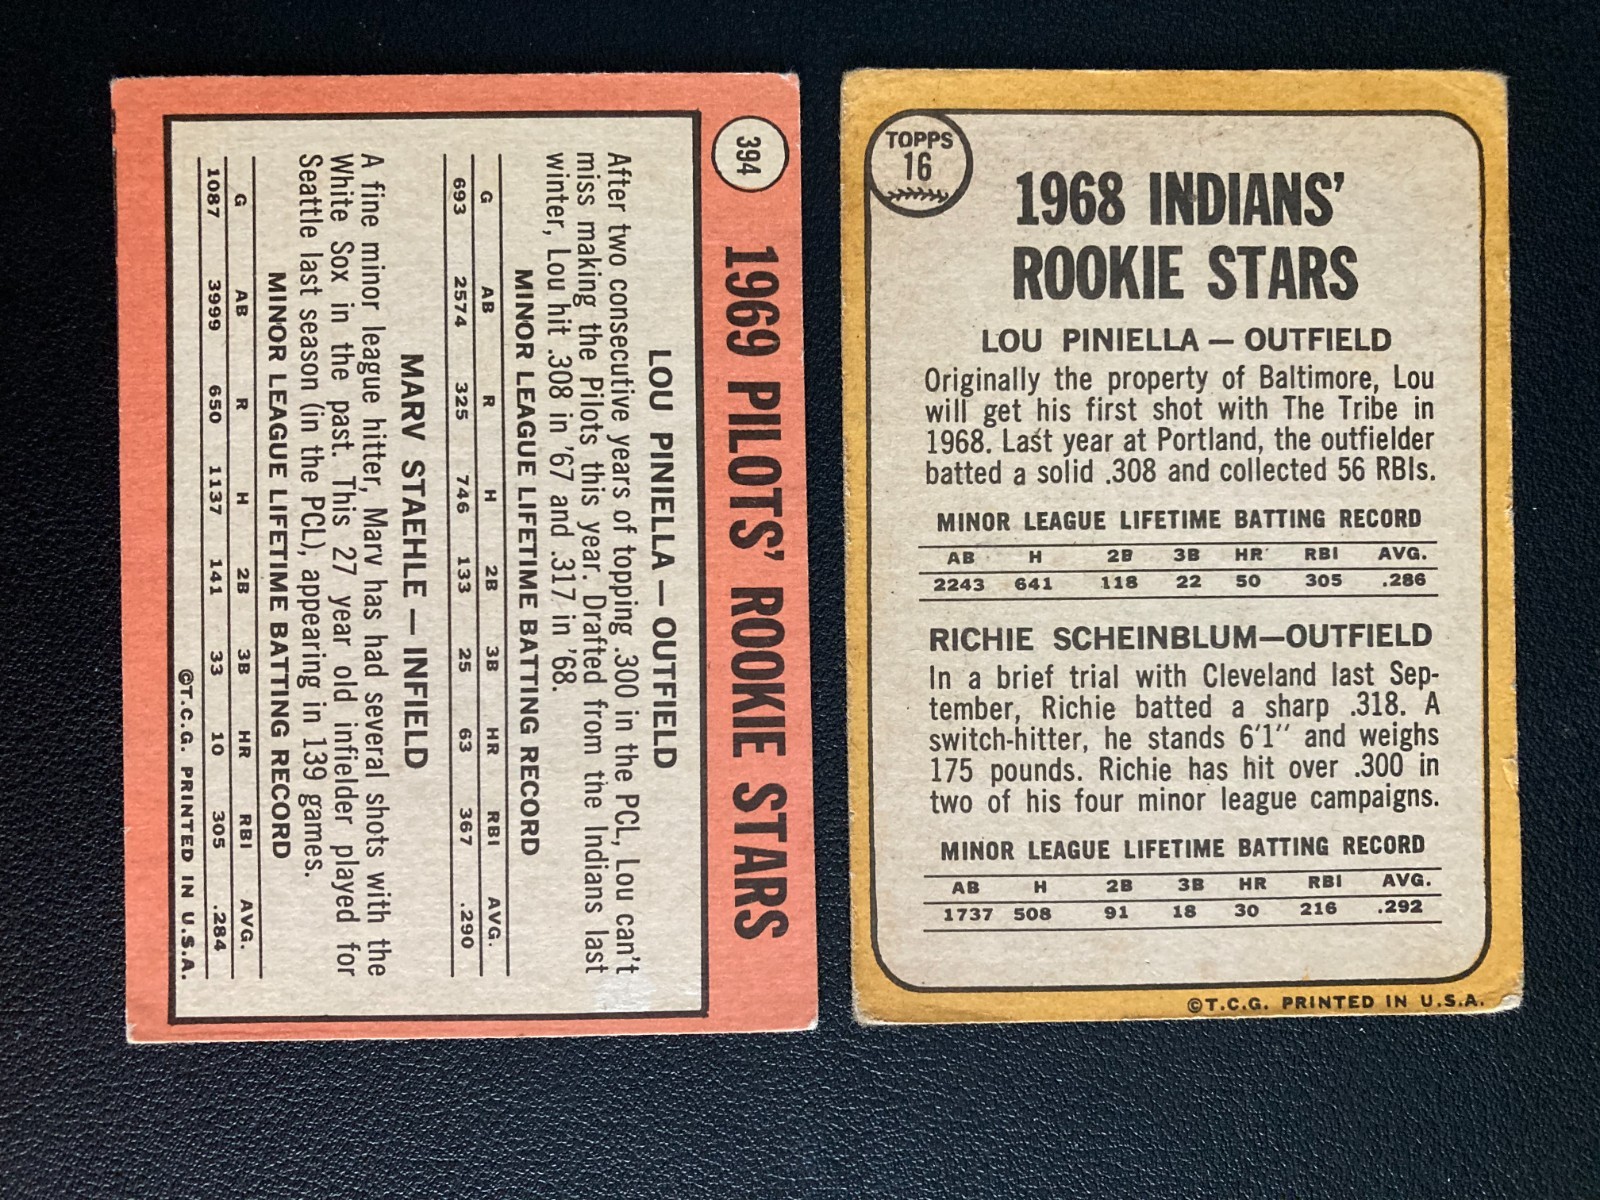 394
1969 PILOTS' ROOKIE STARS
LOU PINIELLA — OUTFIELD
After two consecutive years of topping .300 in the PCL, Lou can't
miss making the Pilots this year. Drafted from the Indians last
winter, Lou hit .308 in '67 and .317 in '68.
MINOR LEAGUE LIFETIME BATTING RECORD
G AB R H 2B 3B HR RBI AVG.
693 2574 325 746 133 25 63 367 .290
MARV STAEHLE — INFIELD
A fine minor league hitter, Marv has had several shots with the
White Sox in the past. This 27 year old infielder played for
Seattle last season (in the PCL), appearing in 139 games.
MINOR LEAGUE LIFETIME BATTING RECORD
G AB R H 2B 3B HR RBI AVG.
1087 3999 650 1137 141 33 10 305 .284
©T.C.G. PRINTED IN U.S.A.
TOPPS
16
1968 INDIANS'
ROOKIE STARS
LOU PINIELLA — OUTFIELD
Originally the property of Baltimore, Lou
will get his first shot with The Tribe in
1968. Last year at Portland, the outfielder
batted a solid .308 and collected 56 RBIs.
MINOR LEAGUE LIFETIME BATTING RECORD
AB H 2B 3B HR RBI AVG.
2243 641 118 22 50 305 .286
RICHIE SCHEINBLUM—OUTFIELD
In a brief trial with Cleveland last Sep-
tember, Richie batted a sharp .318. A
switch-hitter, he stands 6'1" and weighs
175 pounds. Richie has hit over .300 in
two of his four minor league campaigns.
MINOR LEAGUE LIFETIME BATTING RECORD
AB H 2B 3B HR RBI AVG.
1737 508 91 18 30 216 .292
©T.C.G. PRINTED IN U.S.A.